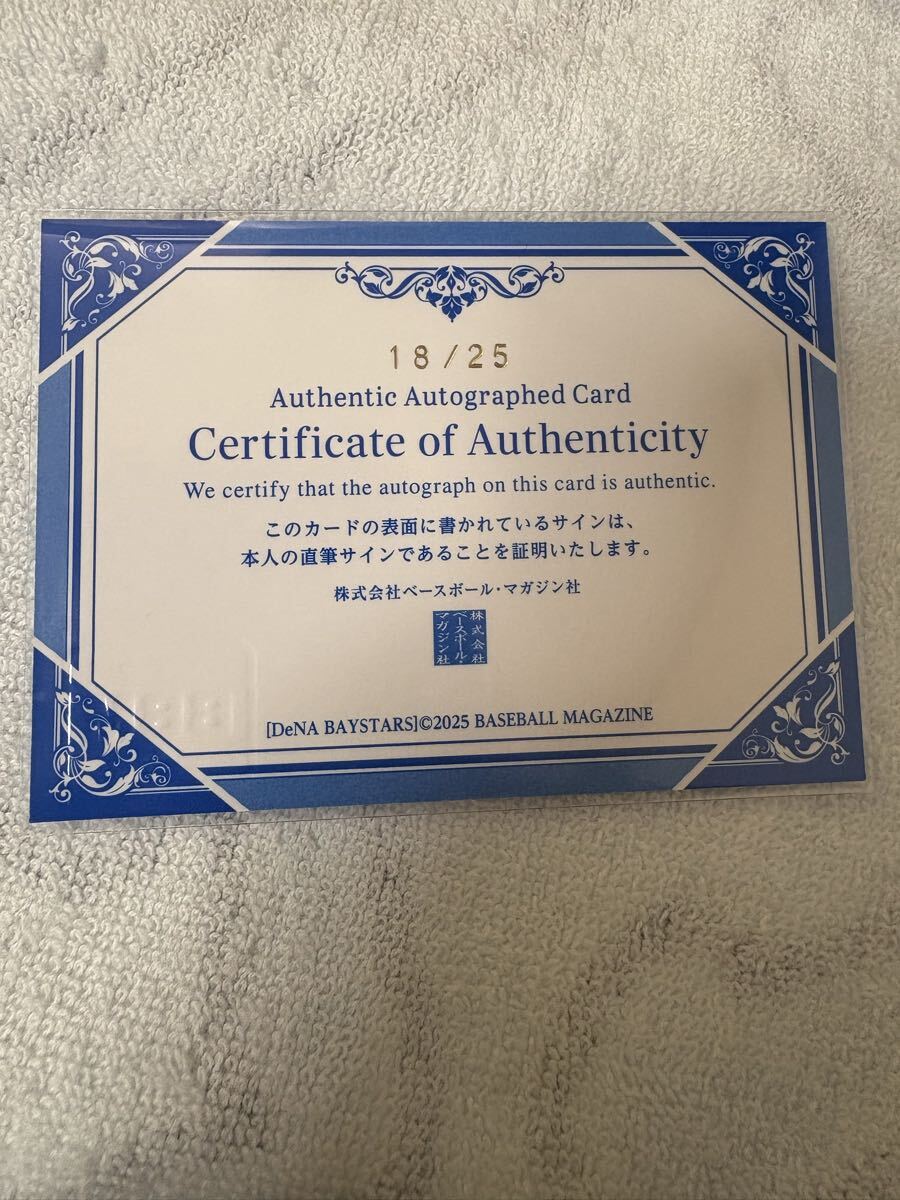 18/25
Authentic Autographed Card
Certificate of Authenticity
We certify that the autograph on this card is authentic.
このカードの表面に書かれているサインは、
本人の直筆サインであることを証明いたします。
株式会社ベースボール・マガジン社
株式会社
ベースボール・
マガジン社
[DeNA BAYSTARS]©2025 BASEBALL MAGAZINE